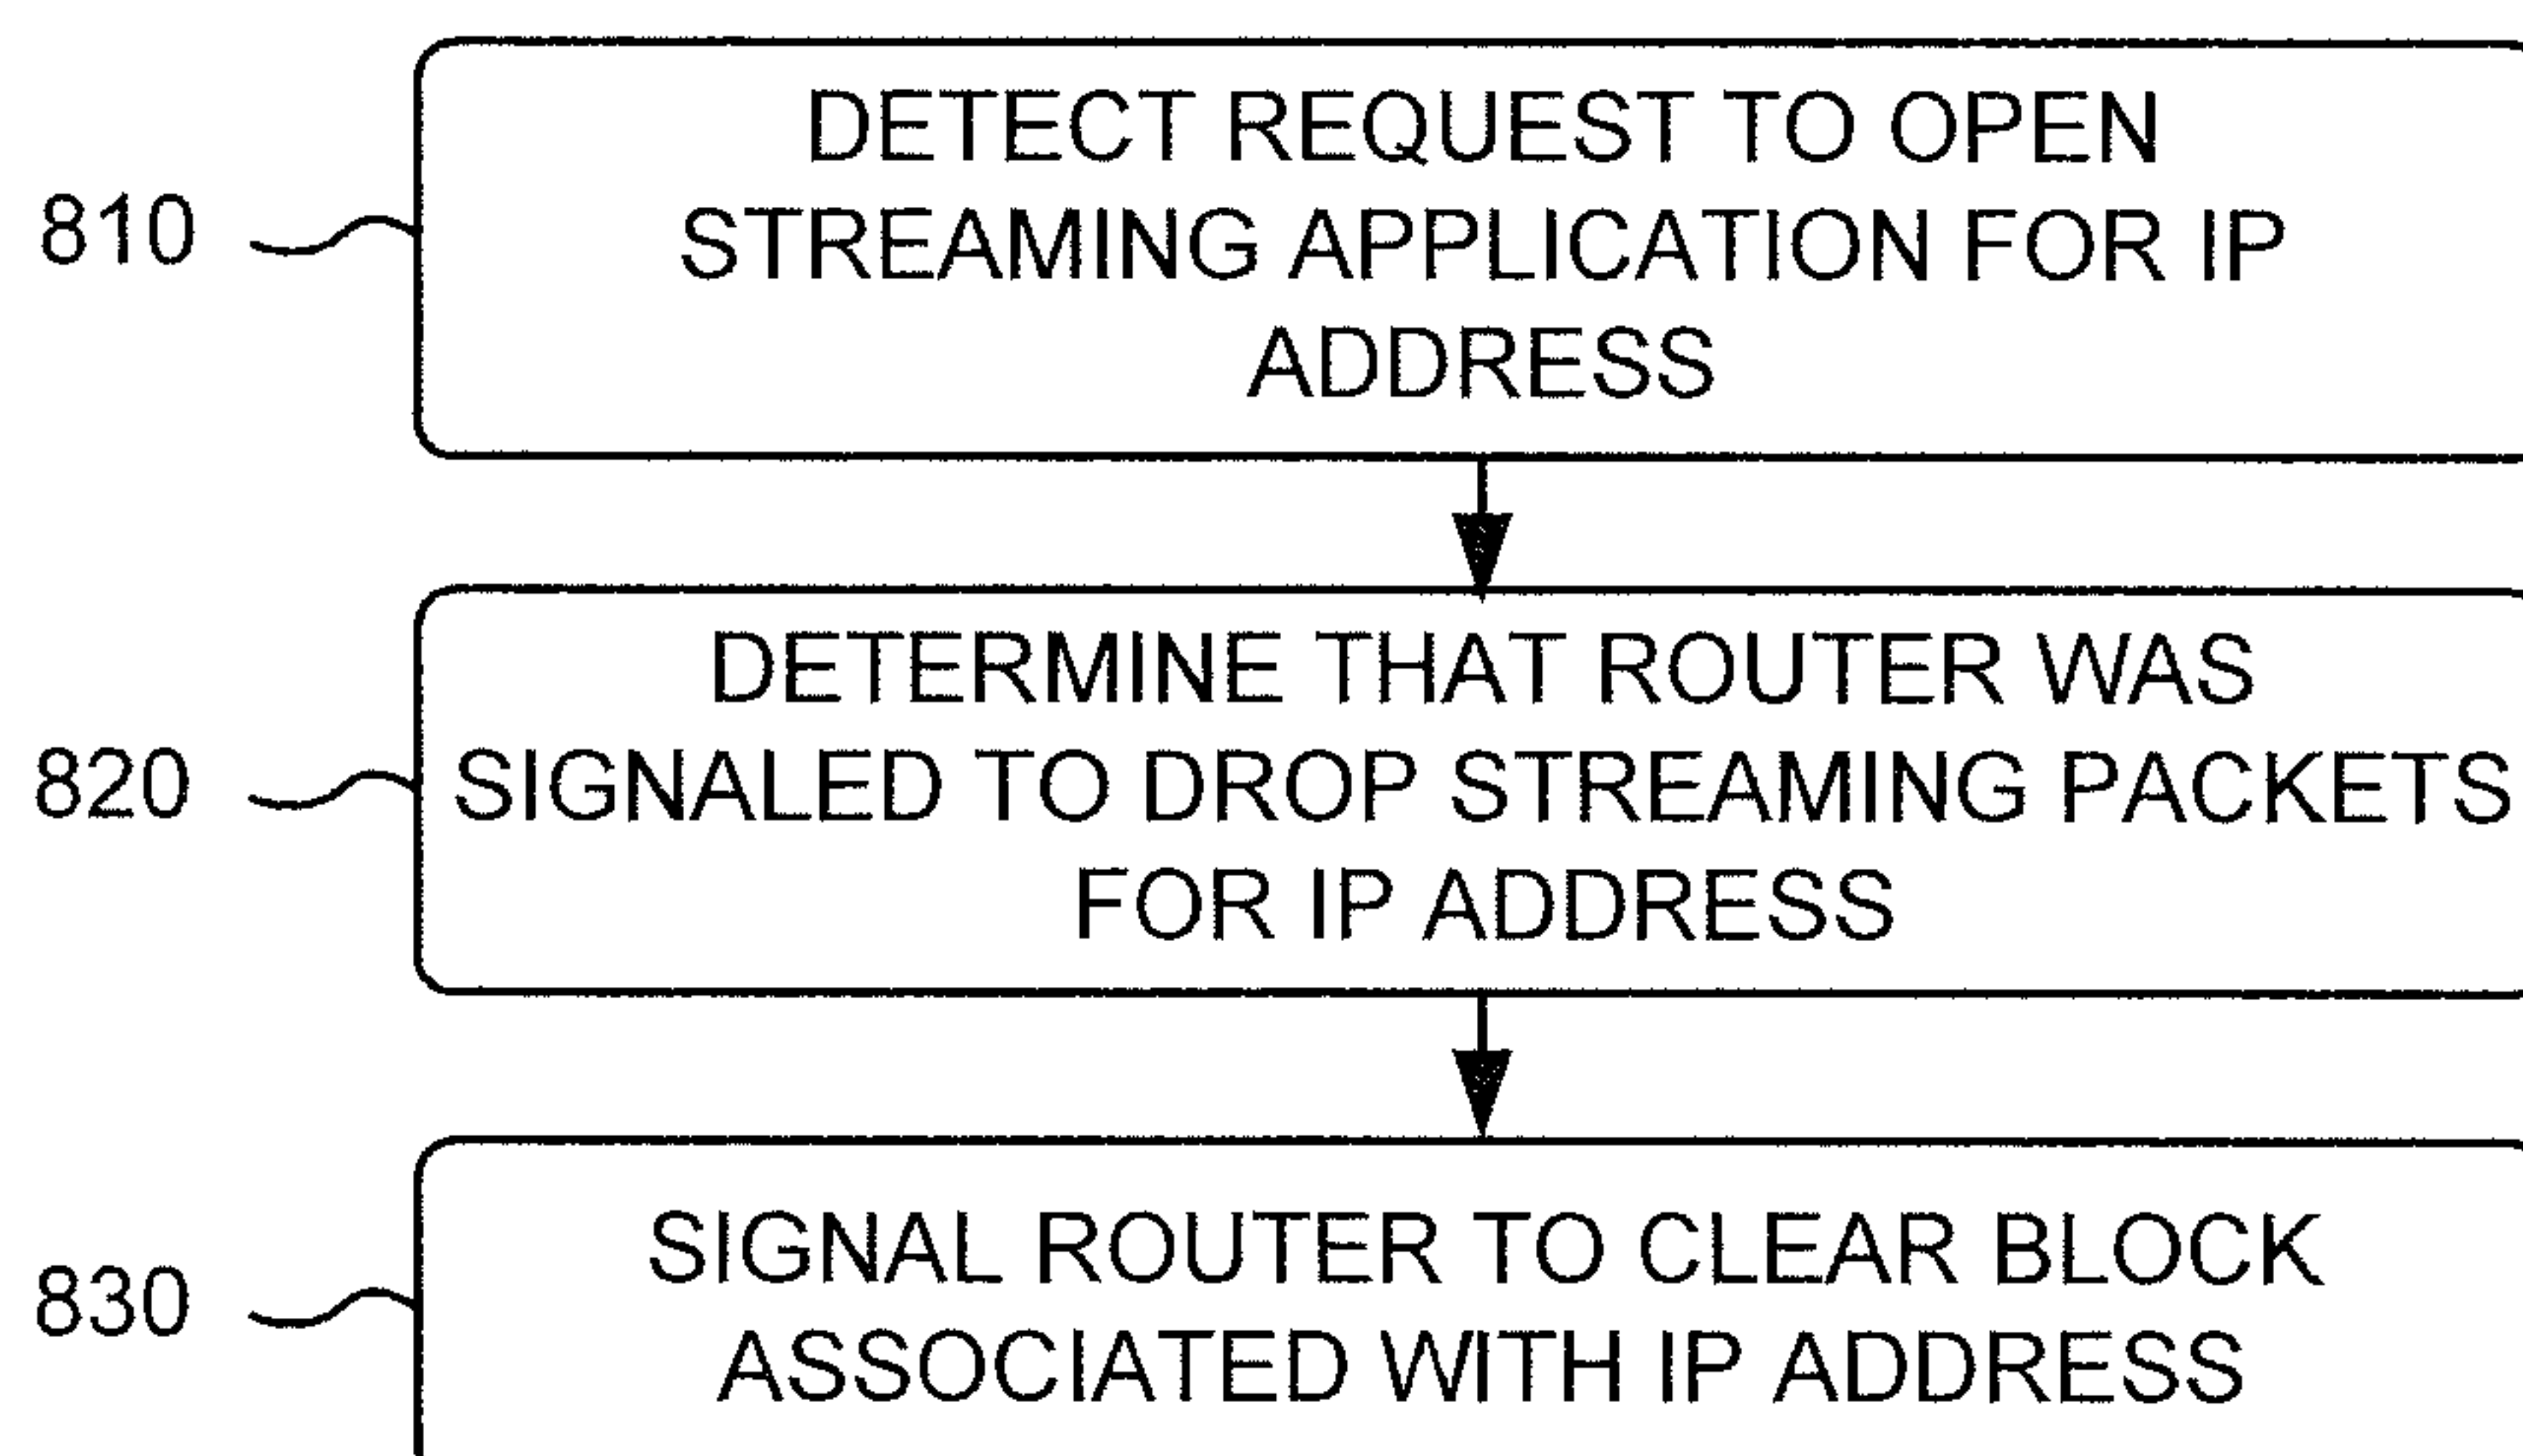 DETECT REQUEST TO OPEN
810 STREAMING APPLICATION FOR IP
ADDRESS
DETERMINE THAT ROUTER WAS
820 SIGNALED TO DROP STREAMING PACKETS
FOR IP ADDRESS
SIGNAL ROUTER TO CLEAR BLOCK
830 ASSOCIATED WITH IP ADDRESS